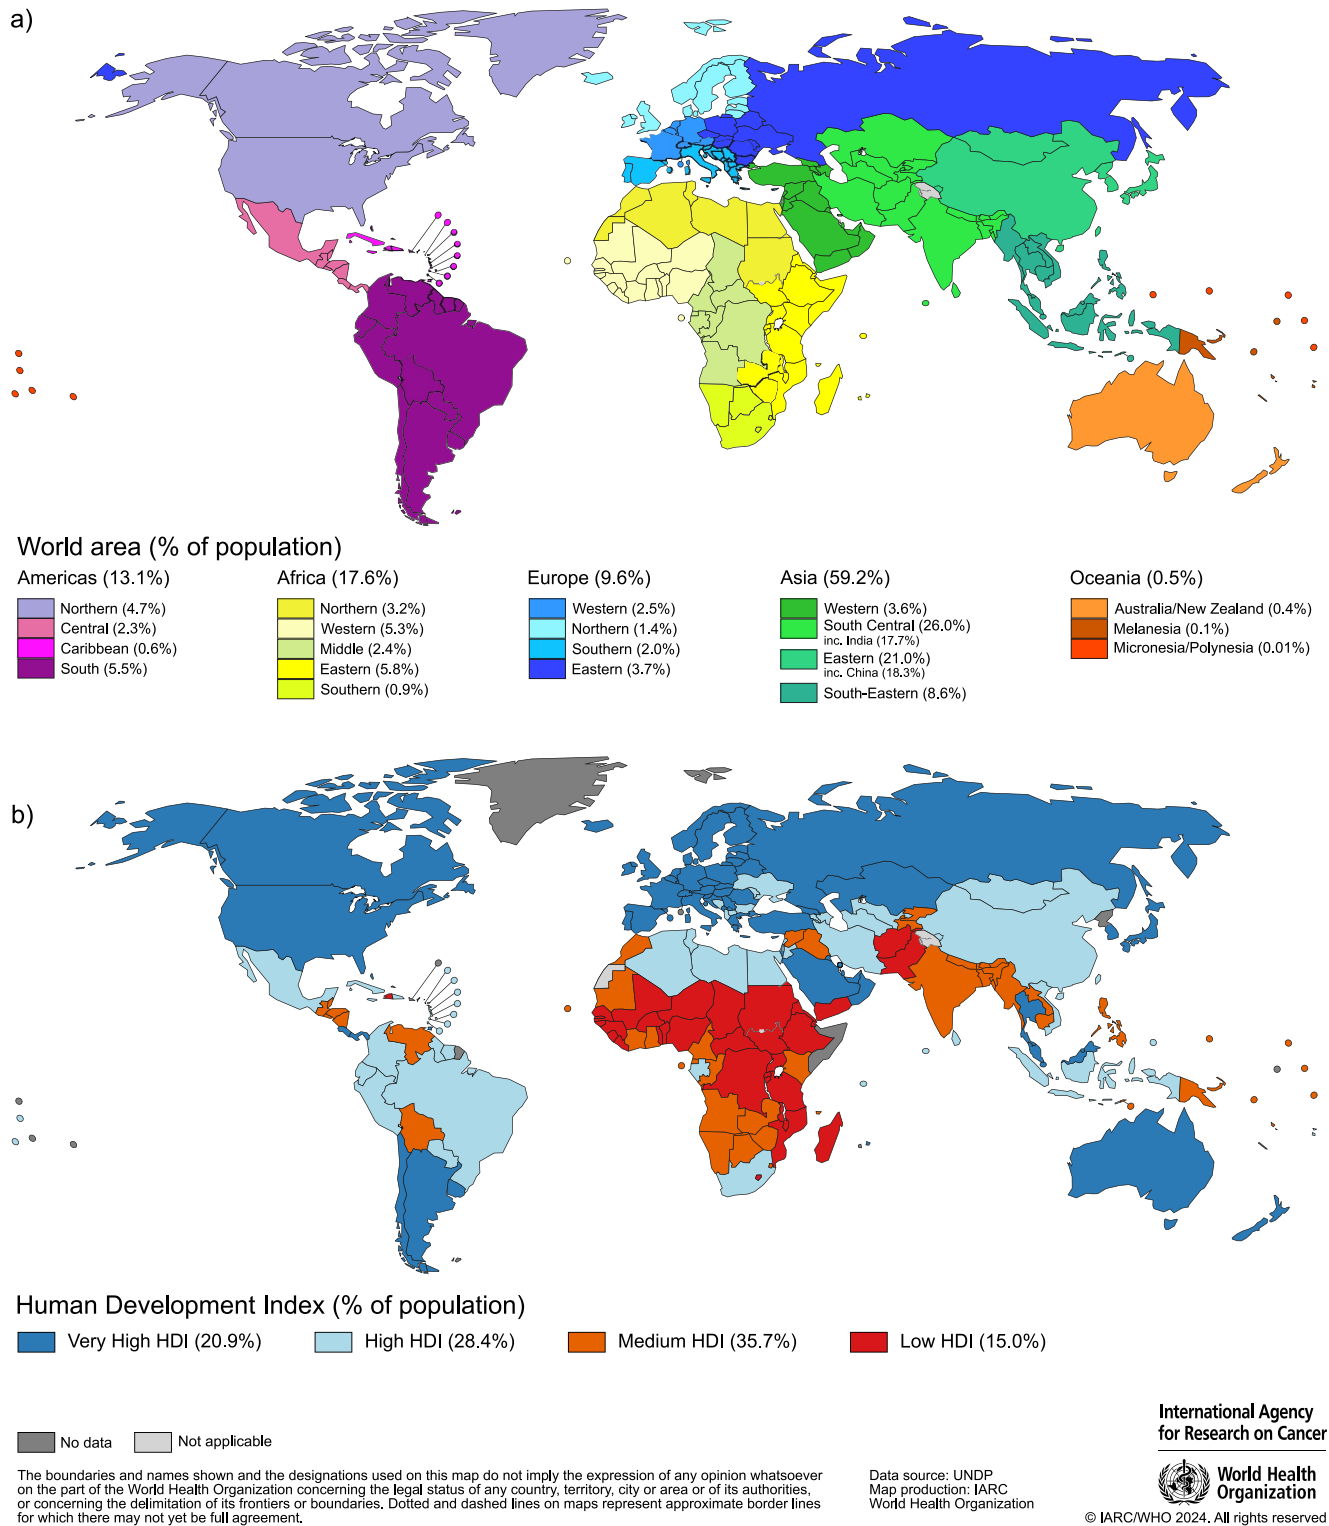 a)
World area (% of population)
Americas (13.1%)
Northern (4.7%)
Central (2.3%)
Caribbean (0.6%)
South (5.5%)
Africa (17.6%)
Northern (3.2%)
Western (5.3%)
Middle (2.4%)
Eastern (5.8%)
Southern (0.9%)
Europe (9.6%)
Western (2.5%)
Northern (1.4%)
Southern (2.0%)
Eastern (3.7%)
Asia (59.2%)
Western (3.6%)
South Central (26.0%)
inc. India (17.7%)
Eastern (21.0%)
inc. China (18.3%)
South-Eastern (8.6%)
Oceania (0.5%)
Australia/New Zealand (0.4%)
Melanesia (0.1%)
Micronesia/Polynesia (0.01%)
b)
Human Development Index (% of population)
Very High HDI (20.9%)
High HDI (28.4%)
Medium HDI (35.7%)
Low HDI (15.0%)
No data
Not applicable
The boundaries and names shown and the designations used on this map do not imply the expression of any opinion whatsoever
on the part of the World Health Organization concerning the legal status of any country, territory, city or area or of its authorities,
or concerning the delimitation of its frontiers or boundaries. Dotted and dashed lines on maps represent approximate border lines
for which there may not yet be full agreement.
Data source: UNDP
Map production: IARC
World Health Organization
International Agency
for Research on Cancer
World Health
Organization
© IARC/WHO 2024. All rights reserved